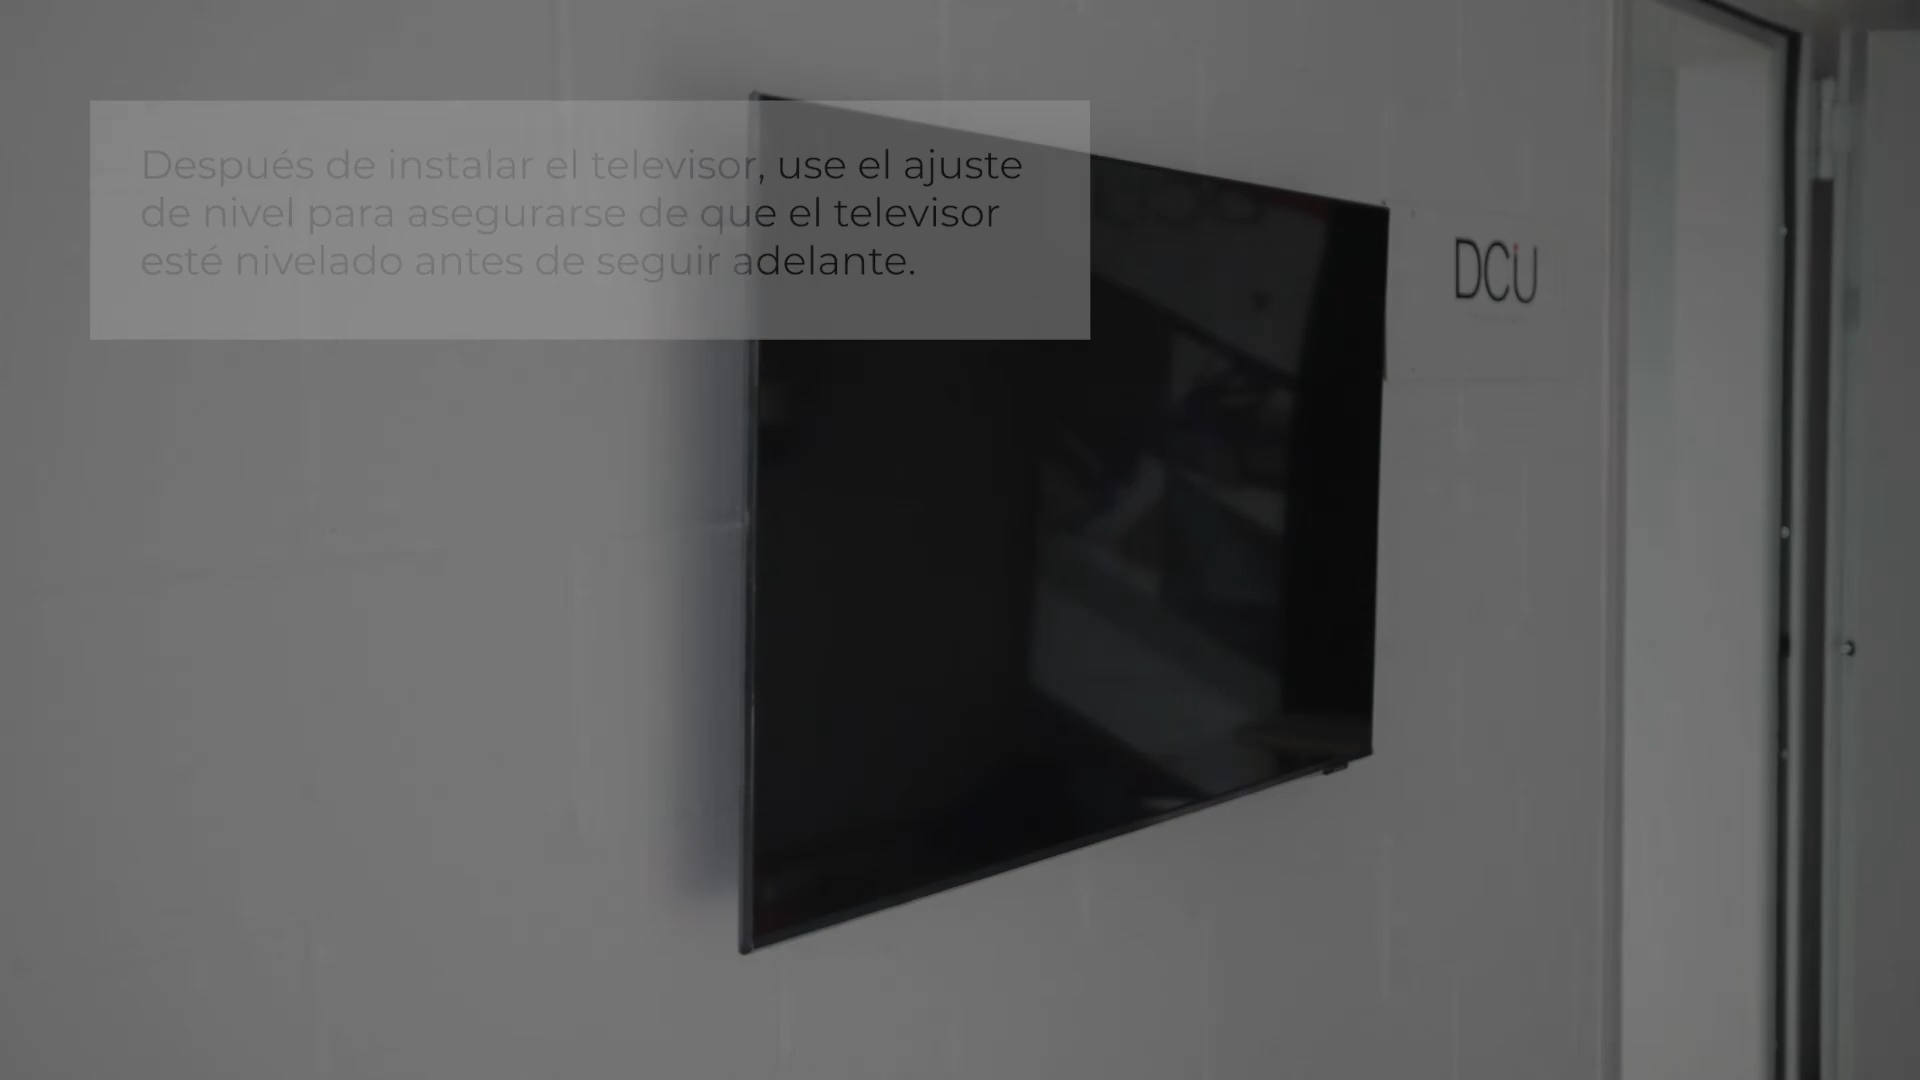 Después de instalar el televisor, use el ajuste
de nivel para asegurarse de que el televisor
esté nivelado antes de seguir adelante.
DCU